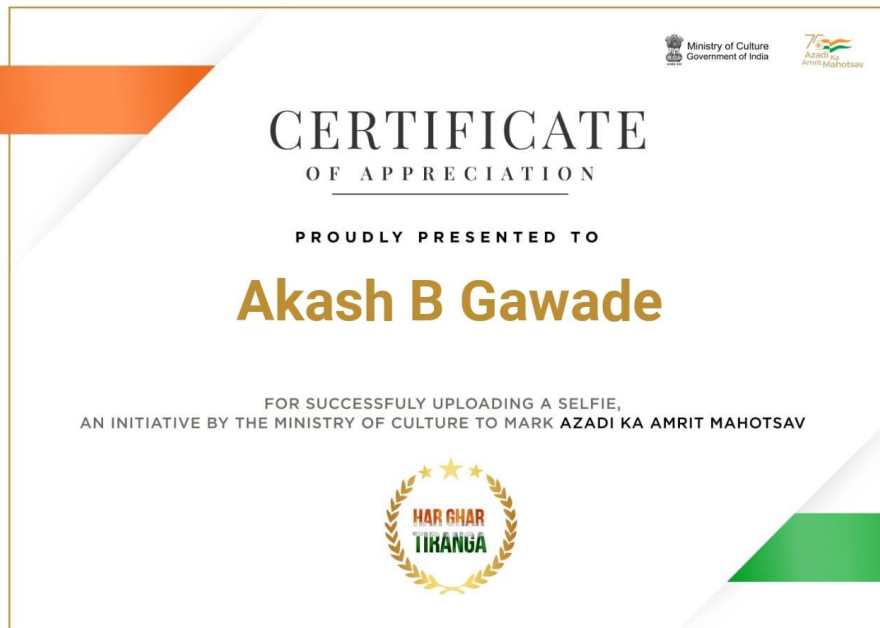 Ministry of Culture
Government of India
75
Azadi Ka
Amrit Mahotsav
CERTIFICATE
OF APPRECIATION
PROUDLY PRESENTED TO
Akash B Gawade
FOR SUCCESSFULY UPLOADING A SELFIE,
AN INITIATIVE BY THE MINISTRY OF CULTURE TO MARK AZADI KA AMRIT MAHOTSAV
HAR GHAR
TIRANGA